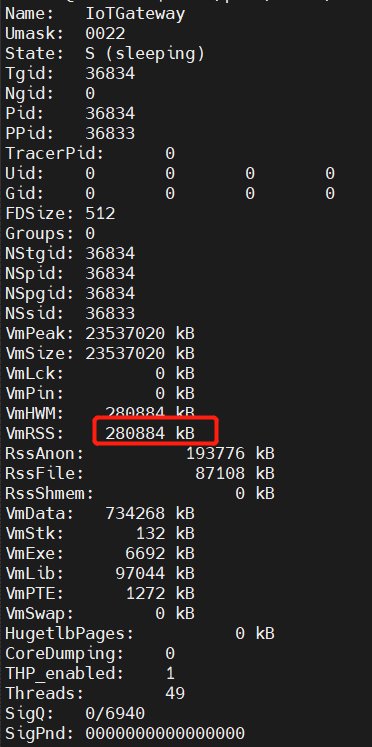 Name: IoTGateway
Umask: 0022
State: S (sleeping)
Tgid: 36834
Ngid: 0
Pid: 36834
PPid: 36833
TracerPid: 0
Uid: 0 0 0 0
Gid: 0 0 0 0
FDSize: 512
Groups: 0
NStgid: 36834
NSpid: 36834
NSpgid: 36834
NSsid: 36833
VmPeak: 23537020 kB
VmSize: 23537020 kB
VmLck: 0 kB
VmPin: 0 kB
VmHWM: 280884 kB
VmRSS: 280884 kB
RssAnon: 193776 kB
RssFile: 87108 kB
RssShmem: 0 kB
VmData: 734268 kB
VmStk: 132 kB
VmExe: 6692 kB
VmLib: 97044 kB
VmPTE: 1272 kB
VmSwap: 0 kB
HugetlbPages: 0 kB
CoreDumping: 0
THP_enabled: 1
Threads: 49
SigQ: 0/6940
SigPnd: 0000000000000000